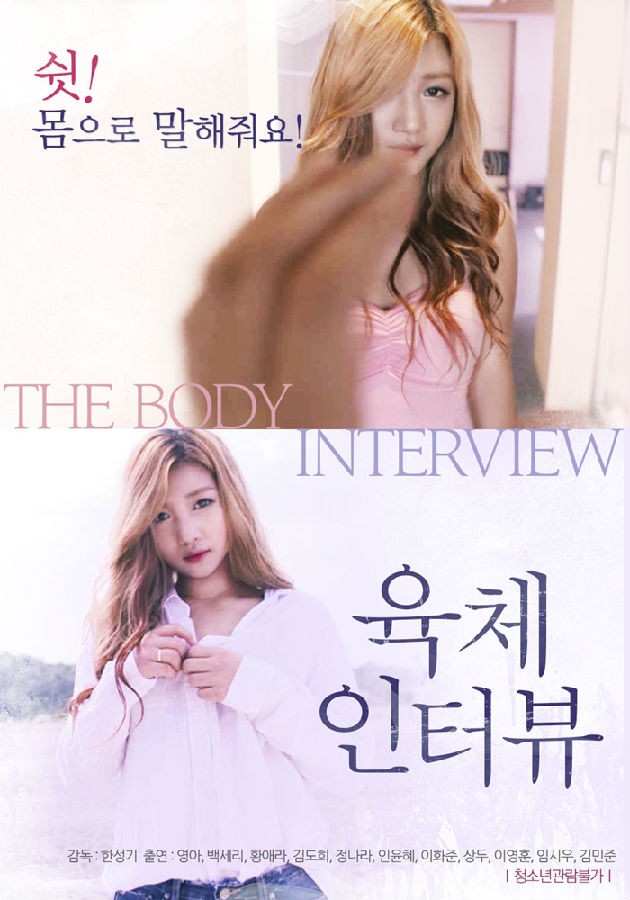 쉿!
몸으로 말해줘요!
THE BODY
INTERVIEW
육체
인터뷰
감독 : 한성기 출연 : 영아, 백세리, 황애라, 김도희, 정나라, 인윤혜, 이화준, 상두, 이영훈, 임시우, 김민준
| 청소년관람불가 |